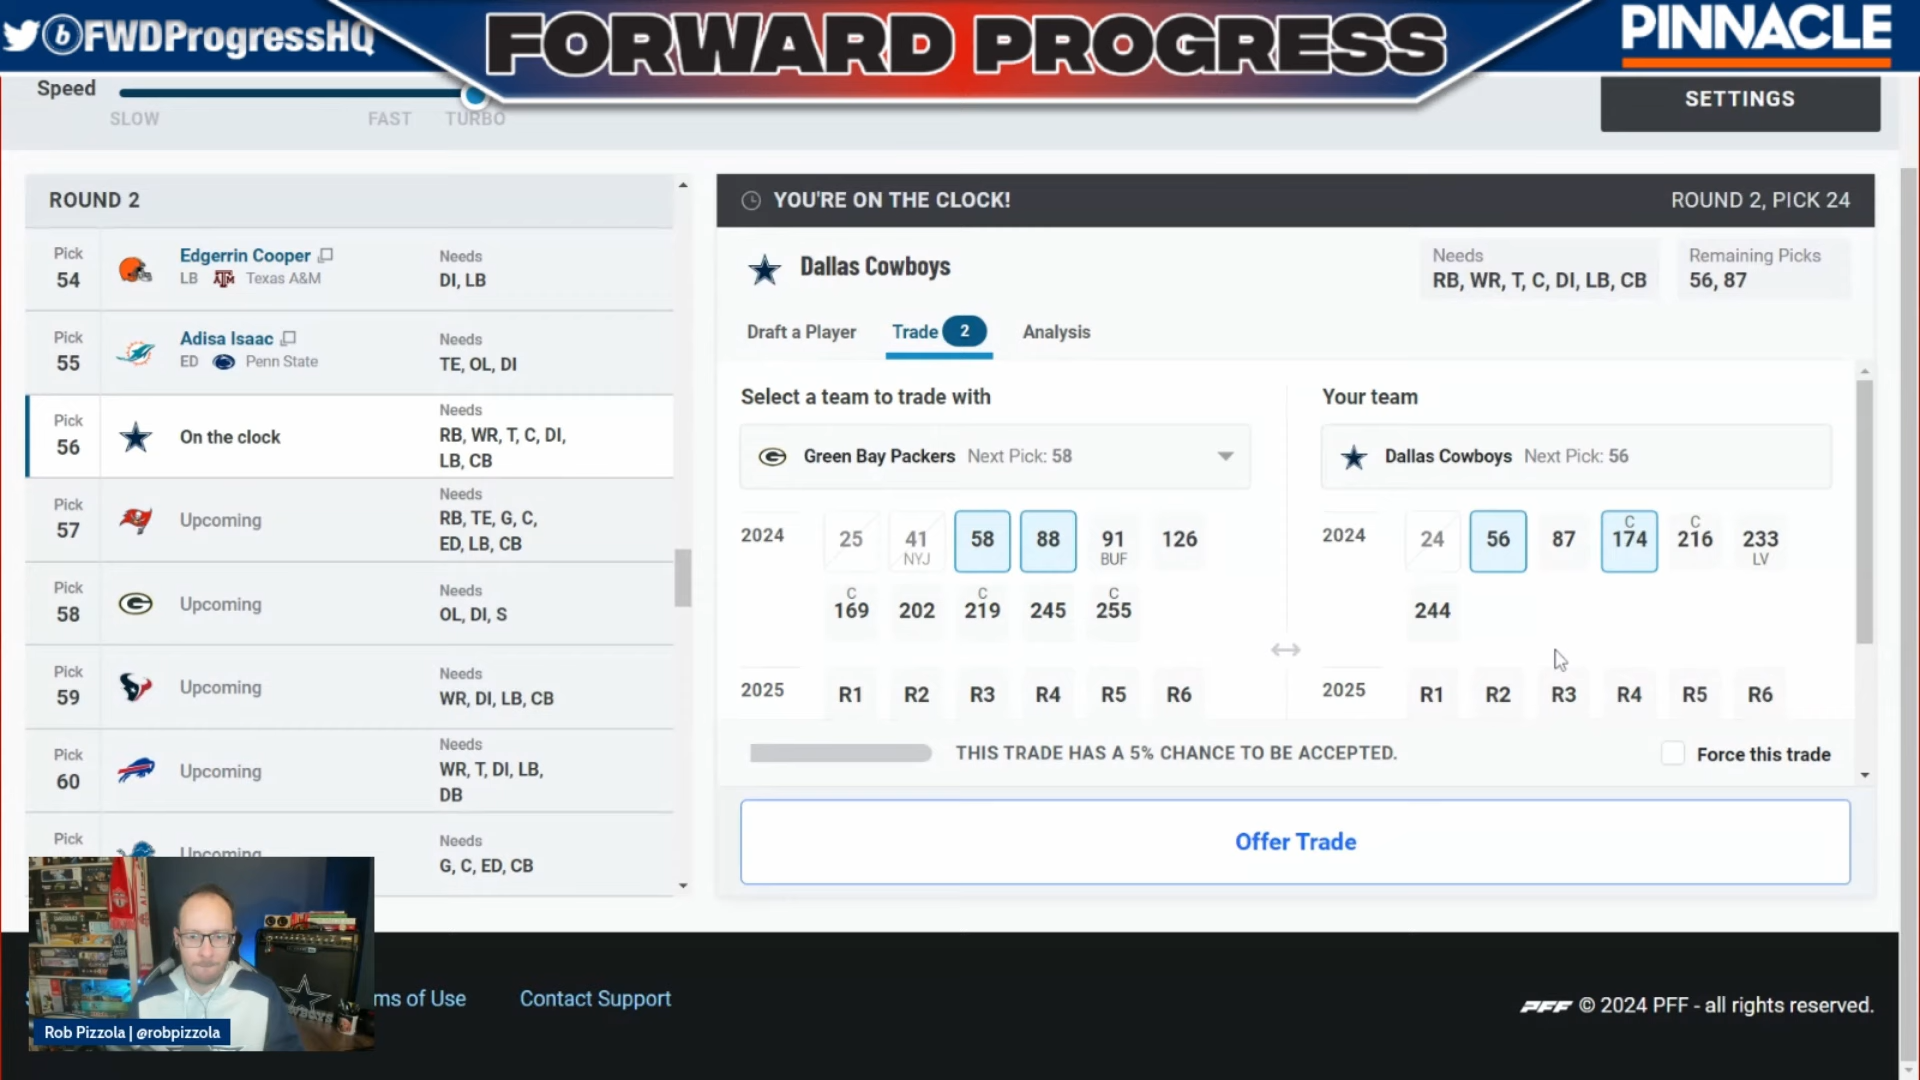 FWDProgressHQ
FORWARD PROGRESS
PINNACLE
Speed
SLOW
FAST
TURBO
SETTINGS
ROUND 2
Pick
54
Edgerrin Cooper
LB Texas A&M
Needs
DI, LB
Pick
55
Adisa Isaac
ED Penn State
Needs
TE, OL, DI
Pick
56
On the clock
Needs
RB, WR, T, C, DI,
LB, CB
Pick
57
Upcoming
Needs
RB, TE, G, C,
ED, LB, CB
Pick
58
Upcoming
Needs
OL, DI, S
Pick
59
Upcoming
Needs
WR, DI, LB, CB
Pick
60
Upcoming
Needs
WR, T, DI, LB,
DB
Pick
Upcoming
Needs
G, C, ED, CB
YOU'RE ON THE CLOCK!
ROUND 2, PICK 24
Dallas Cowboys
Needs
RB, WR, T, C, DI, LB, CB
Remaining Picks
56, 87
Draft a Player
Trade 2
Analysis
Select a team to trade with
Green Bay Packers Next Pick: 58
2024
25
41
NYJ
58
88
91
BUF
126
C
169
202
C
219
245
C
255
2025
R1 R2 R3 R4 R5 R6
Your team
Dallas Cowboys Next Pick: 56
2024
24
56
87
C
174
C
216
233
LV
244
2025
R1 R2 R3 R4 R5 R6
THIS TRADE HAS A 5% CHANCE TO BE ACCEPTED.
Force this trade
Offer Trade
ms of Use
Contact Support
PFF © 2024 PFF - all rights reserved.
Rob Pizzola | @robpizzola